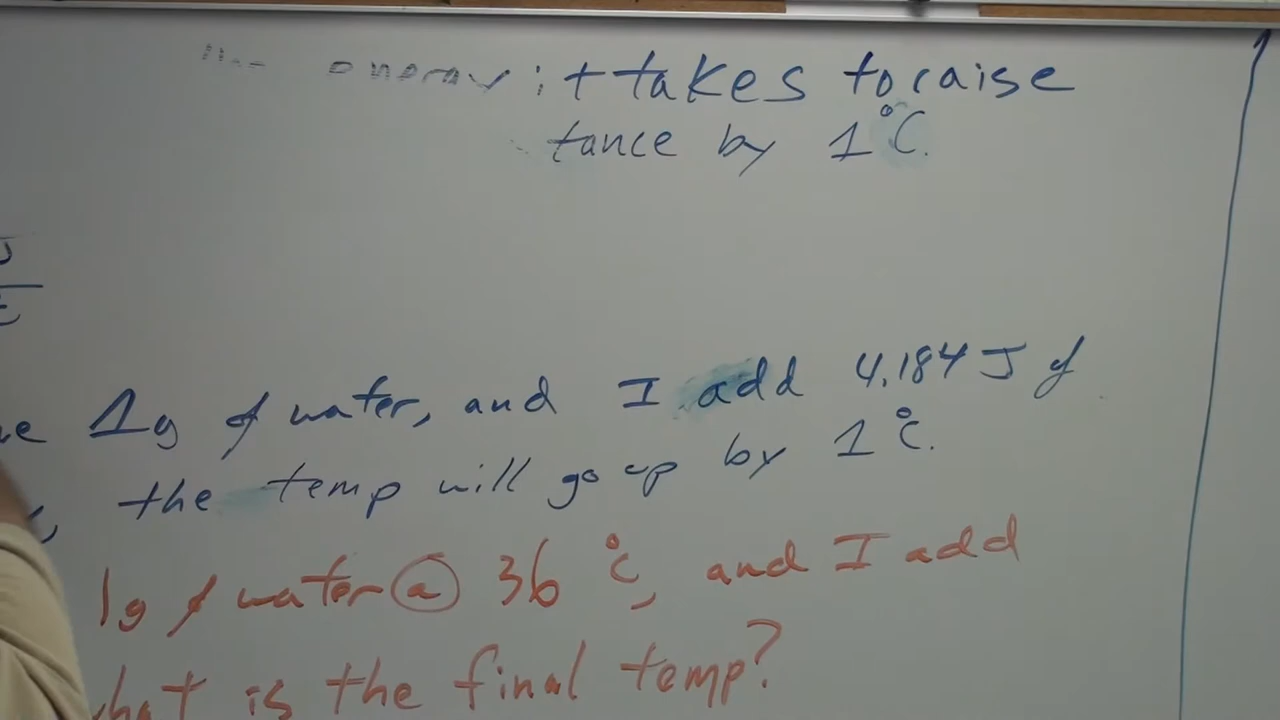 it takes to raise
tance by 1°C.
J
1g of water, and I add 4.184 J of
the temp will go up by 1°C.
1g of water @ 36°C, and I add
hat is the final temp?